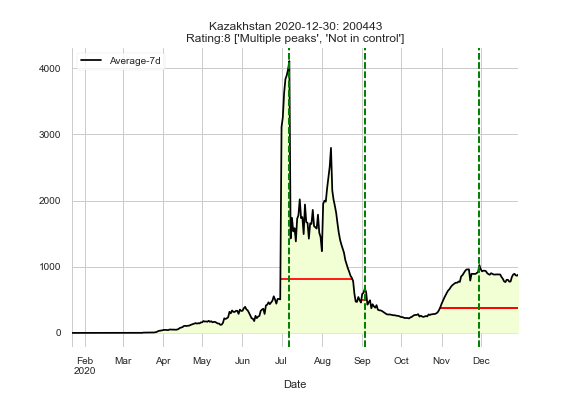 Kazakhstan 2020-12-30: 200443
Rating:8 ['Multiple peaks', 'Not in control']
Average-7d
4000
3000
2000
1000
0
Feb Mar Apr May Jun Jul Aug Sep Oct Nov Dec
2020
Date